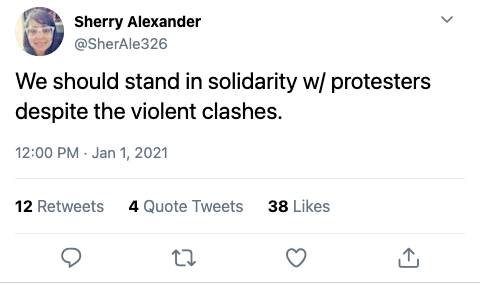 Sherry Alexander
@SherAle326
We should stand in solidarity w/ protesters
despite the violent clashes.
12:00 PM · Jan 1, 2021
12 Retweets 4 Quote Tweets 38 Likes